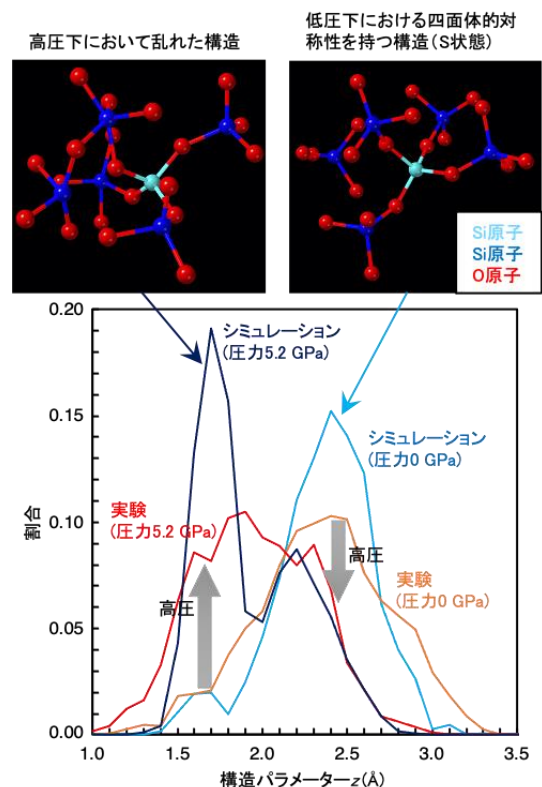 高圧下において乱れた構造
低圧下における四面体的対
称性を持つ構造（S状態）
Si原子
Si原子
O原子
0.20
シミュレーション
(圧力5.2 GPa)
0.15
シミュレーション
(圧力0 GPa)
実験
(圧力5.2 GPa)
割合
0.10
高圧
実験
(圧力0 GPa)
高圧
0.05
0.00
1.0 1.5 2.0 2.5 3.0 3.5
構造パラメーターz(Å)